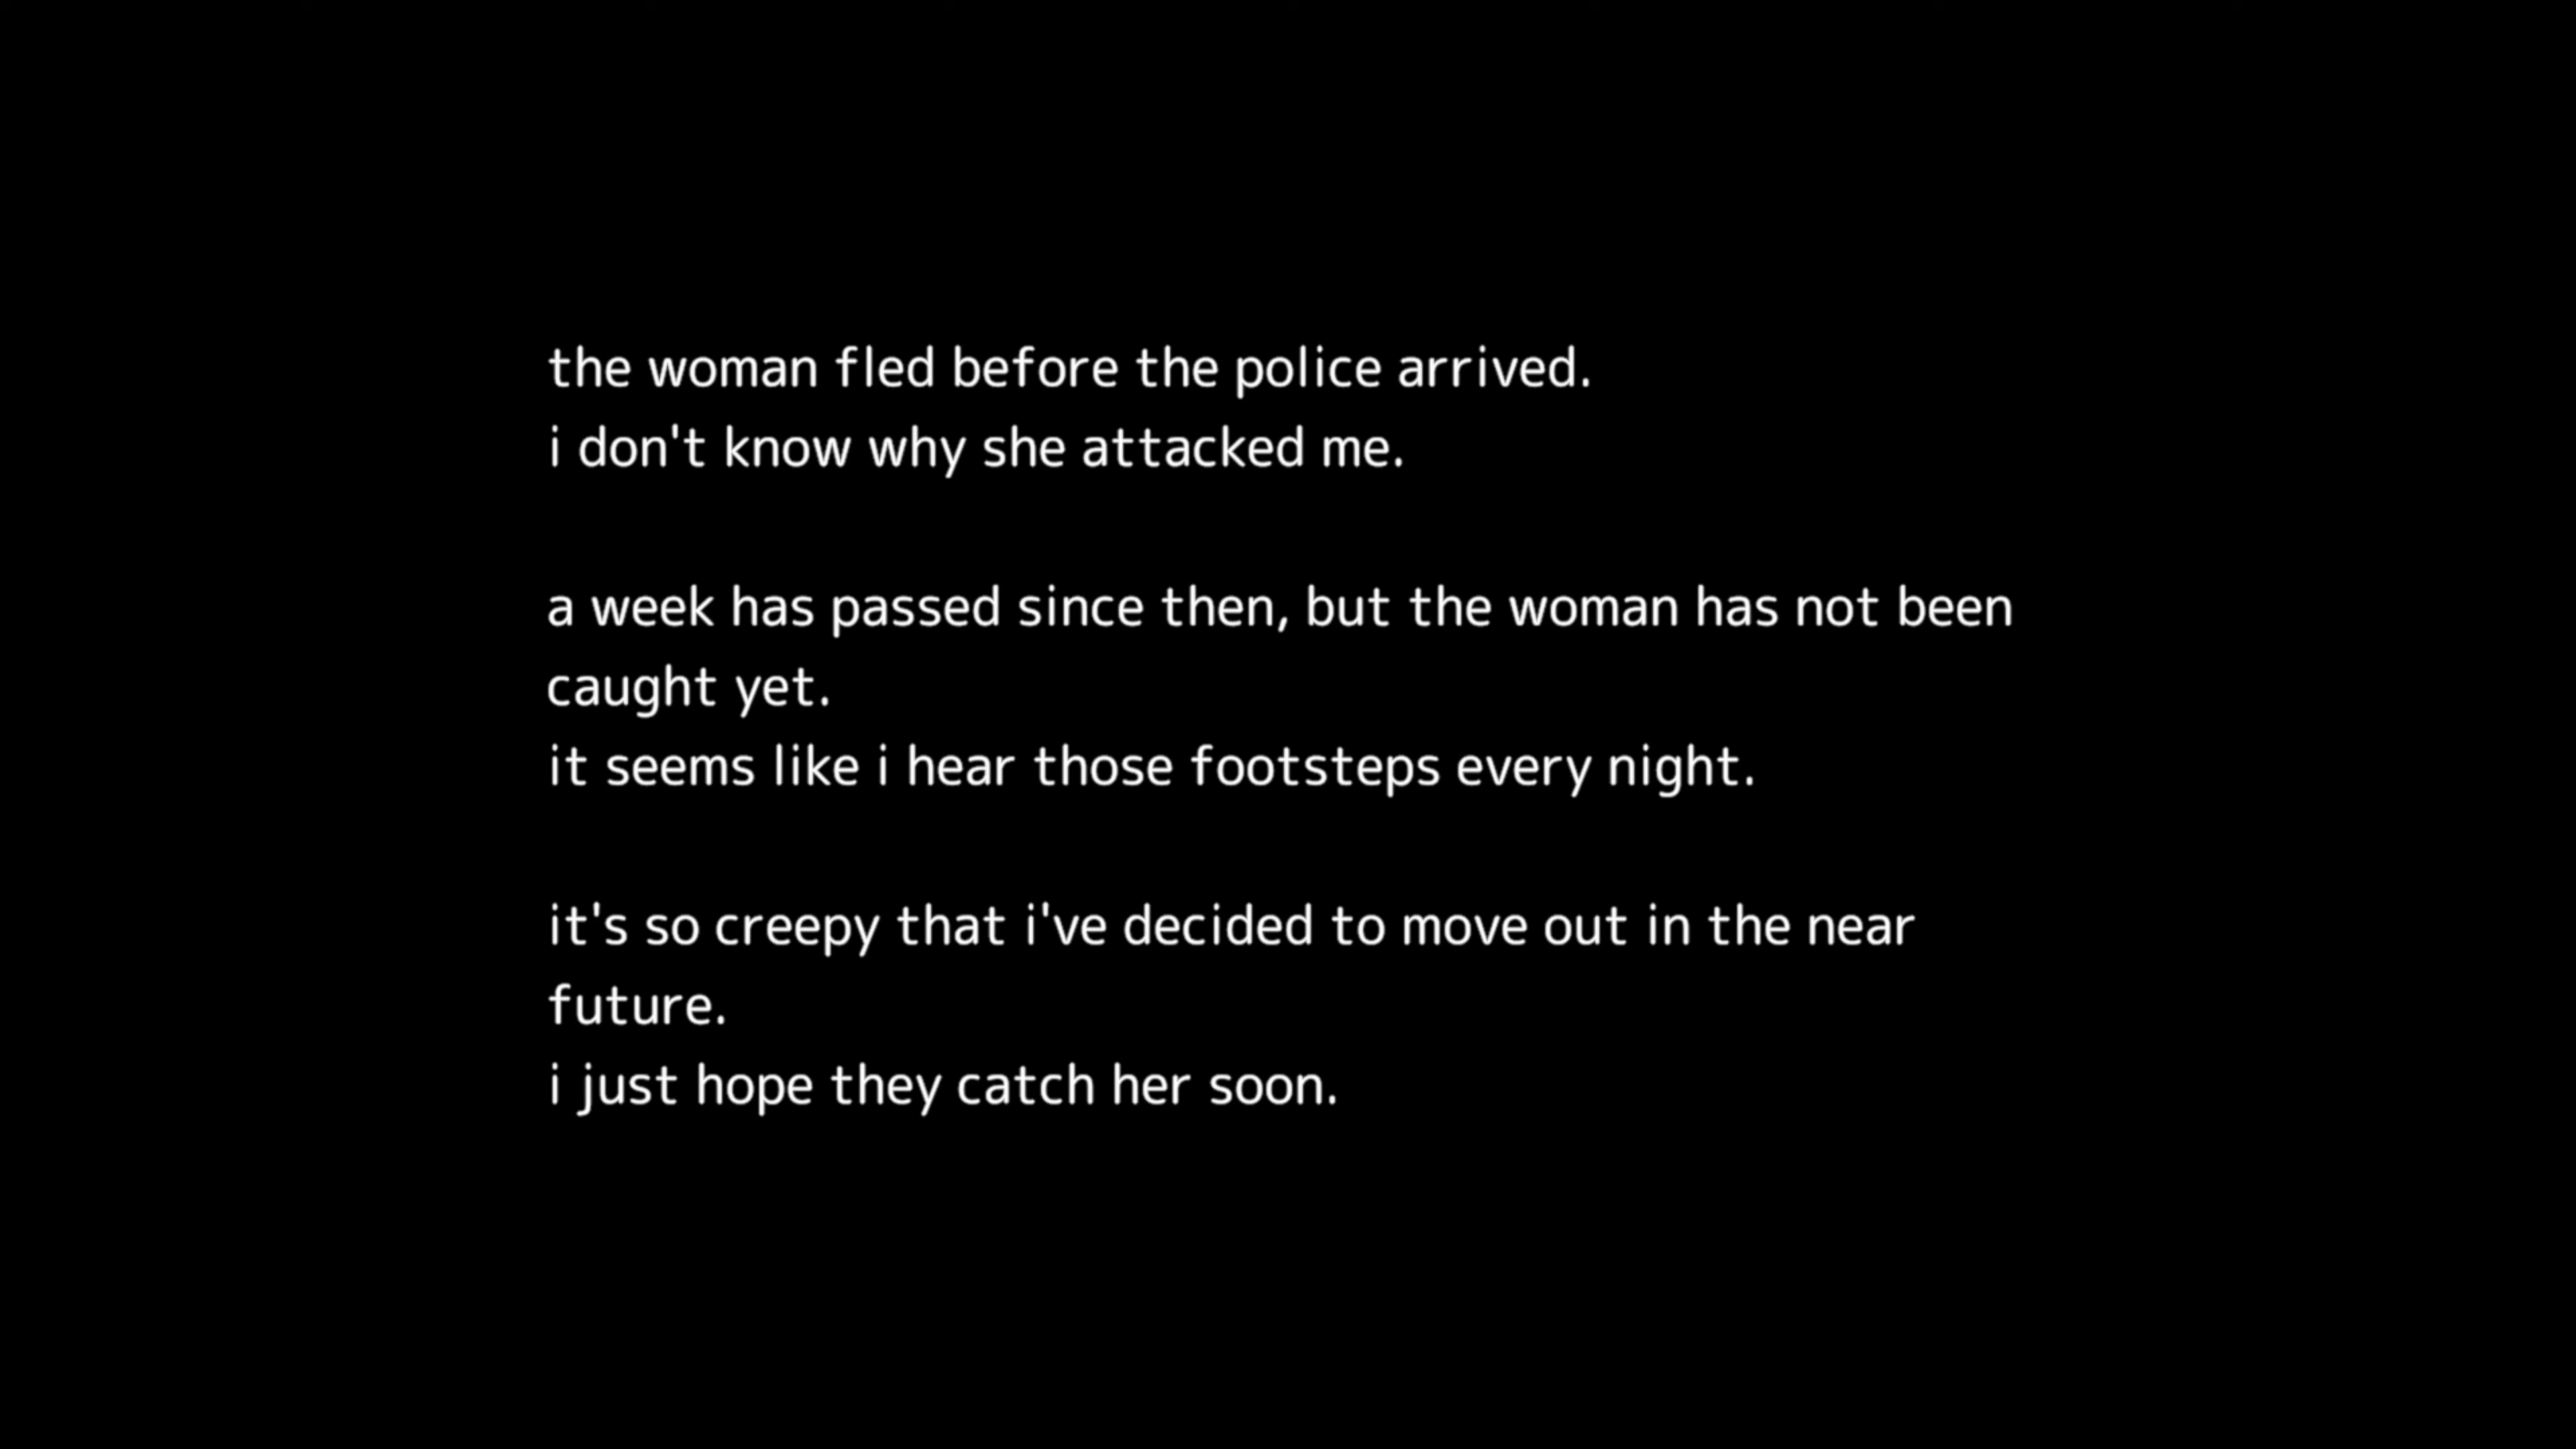 the woman fled before the police arrived.
i don't know why she attacked me.
a week has passed since then, but the woman has not been
caught yet.
it seems like i hear those footsteps every night.
it's so creepy that i've decided to move out in the near
future.
i just hope they catch her soon.